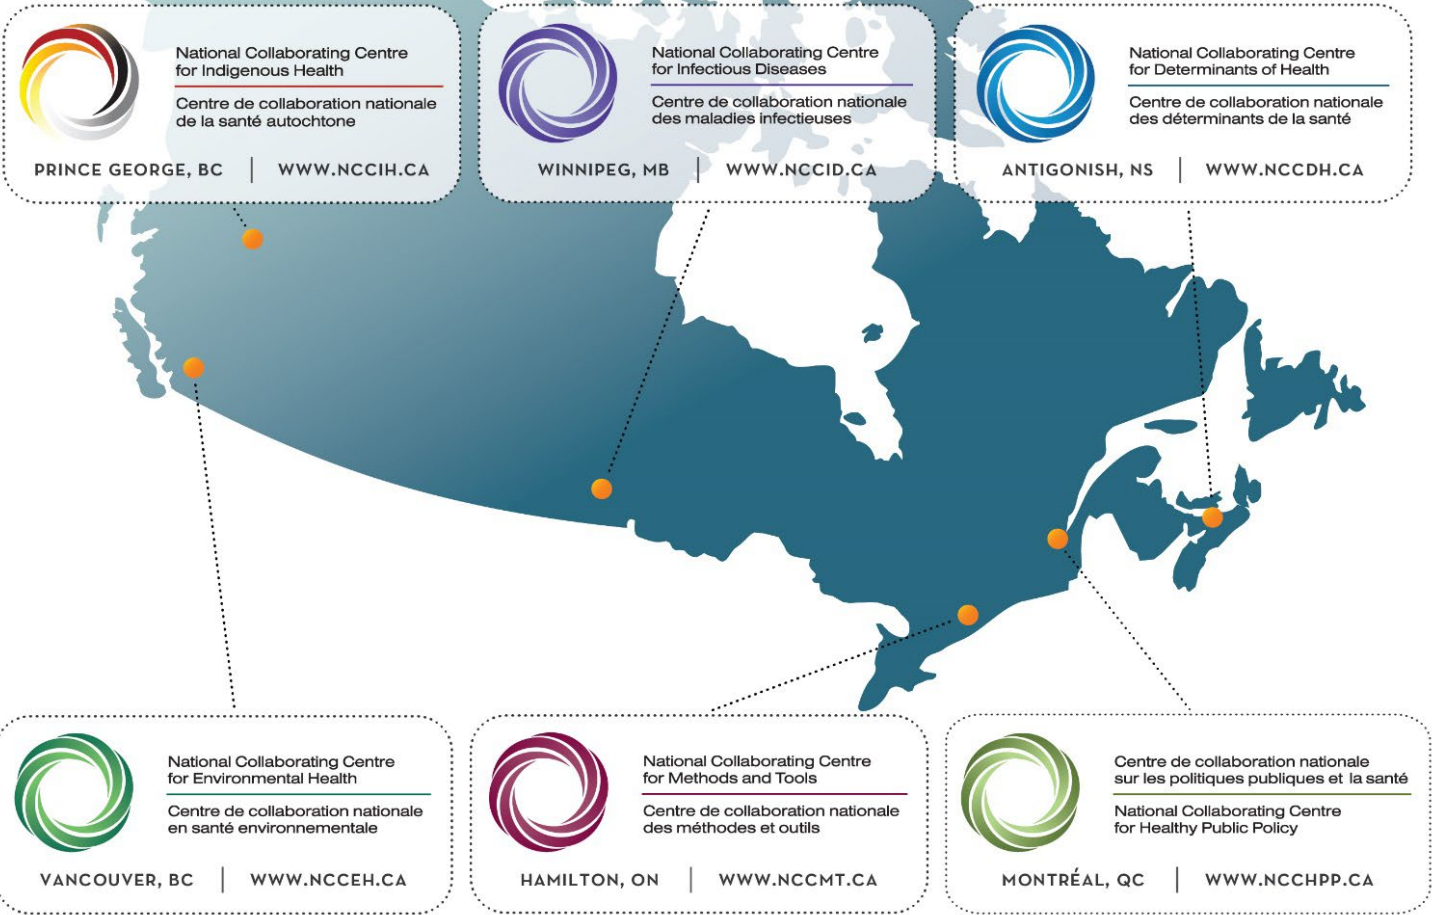 National Collaborating Centre
for Indigenous Health
Centre de collaboration nationale
de la santé autochtone
PRINCE GEORGE, BC | WWW.NCCIH.CA
National Collaborating Centre
for Infectious Diseases
Centre de collaboration nationale
des maladies infectieuses
WINNIPEG, MB | WWW.NCCID.CA
National Collaborating Centre
for Determinants of Health
Centre de collaboration nationale
des déterminants de la santé
ANTIGONISH, NS | WWW.NCCDH.CA
National Collaborating Centre
for Environmental Health
Centre de collaboration nationale
en santé environnementale
VANCOUVER, BC | WWW.NCCEH.CA
National Collaborating Centre
for Methods and Tools
Centre de collaboration nationale
des méthodes et outils
HAMILTON, ON | WWW.NCCMT.CA
Centre de collaboration nationale
sur les politiques publiques et la santé
National Collaborating Centre
for Healthy Public Policy
MONTRÉAL, QC | WWW.NCCHPP.CA